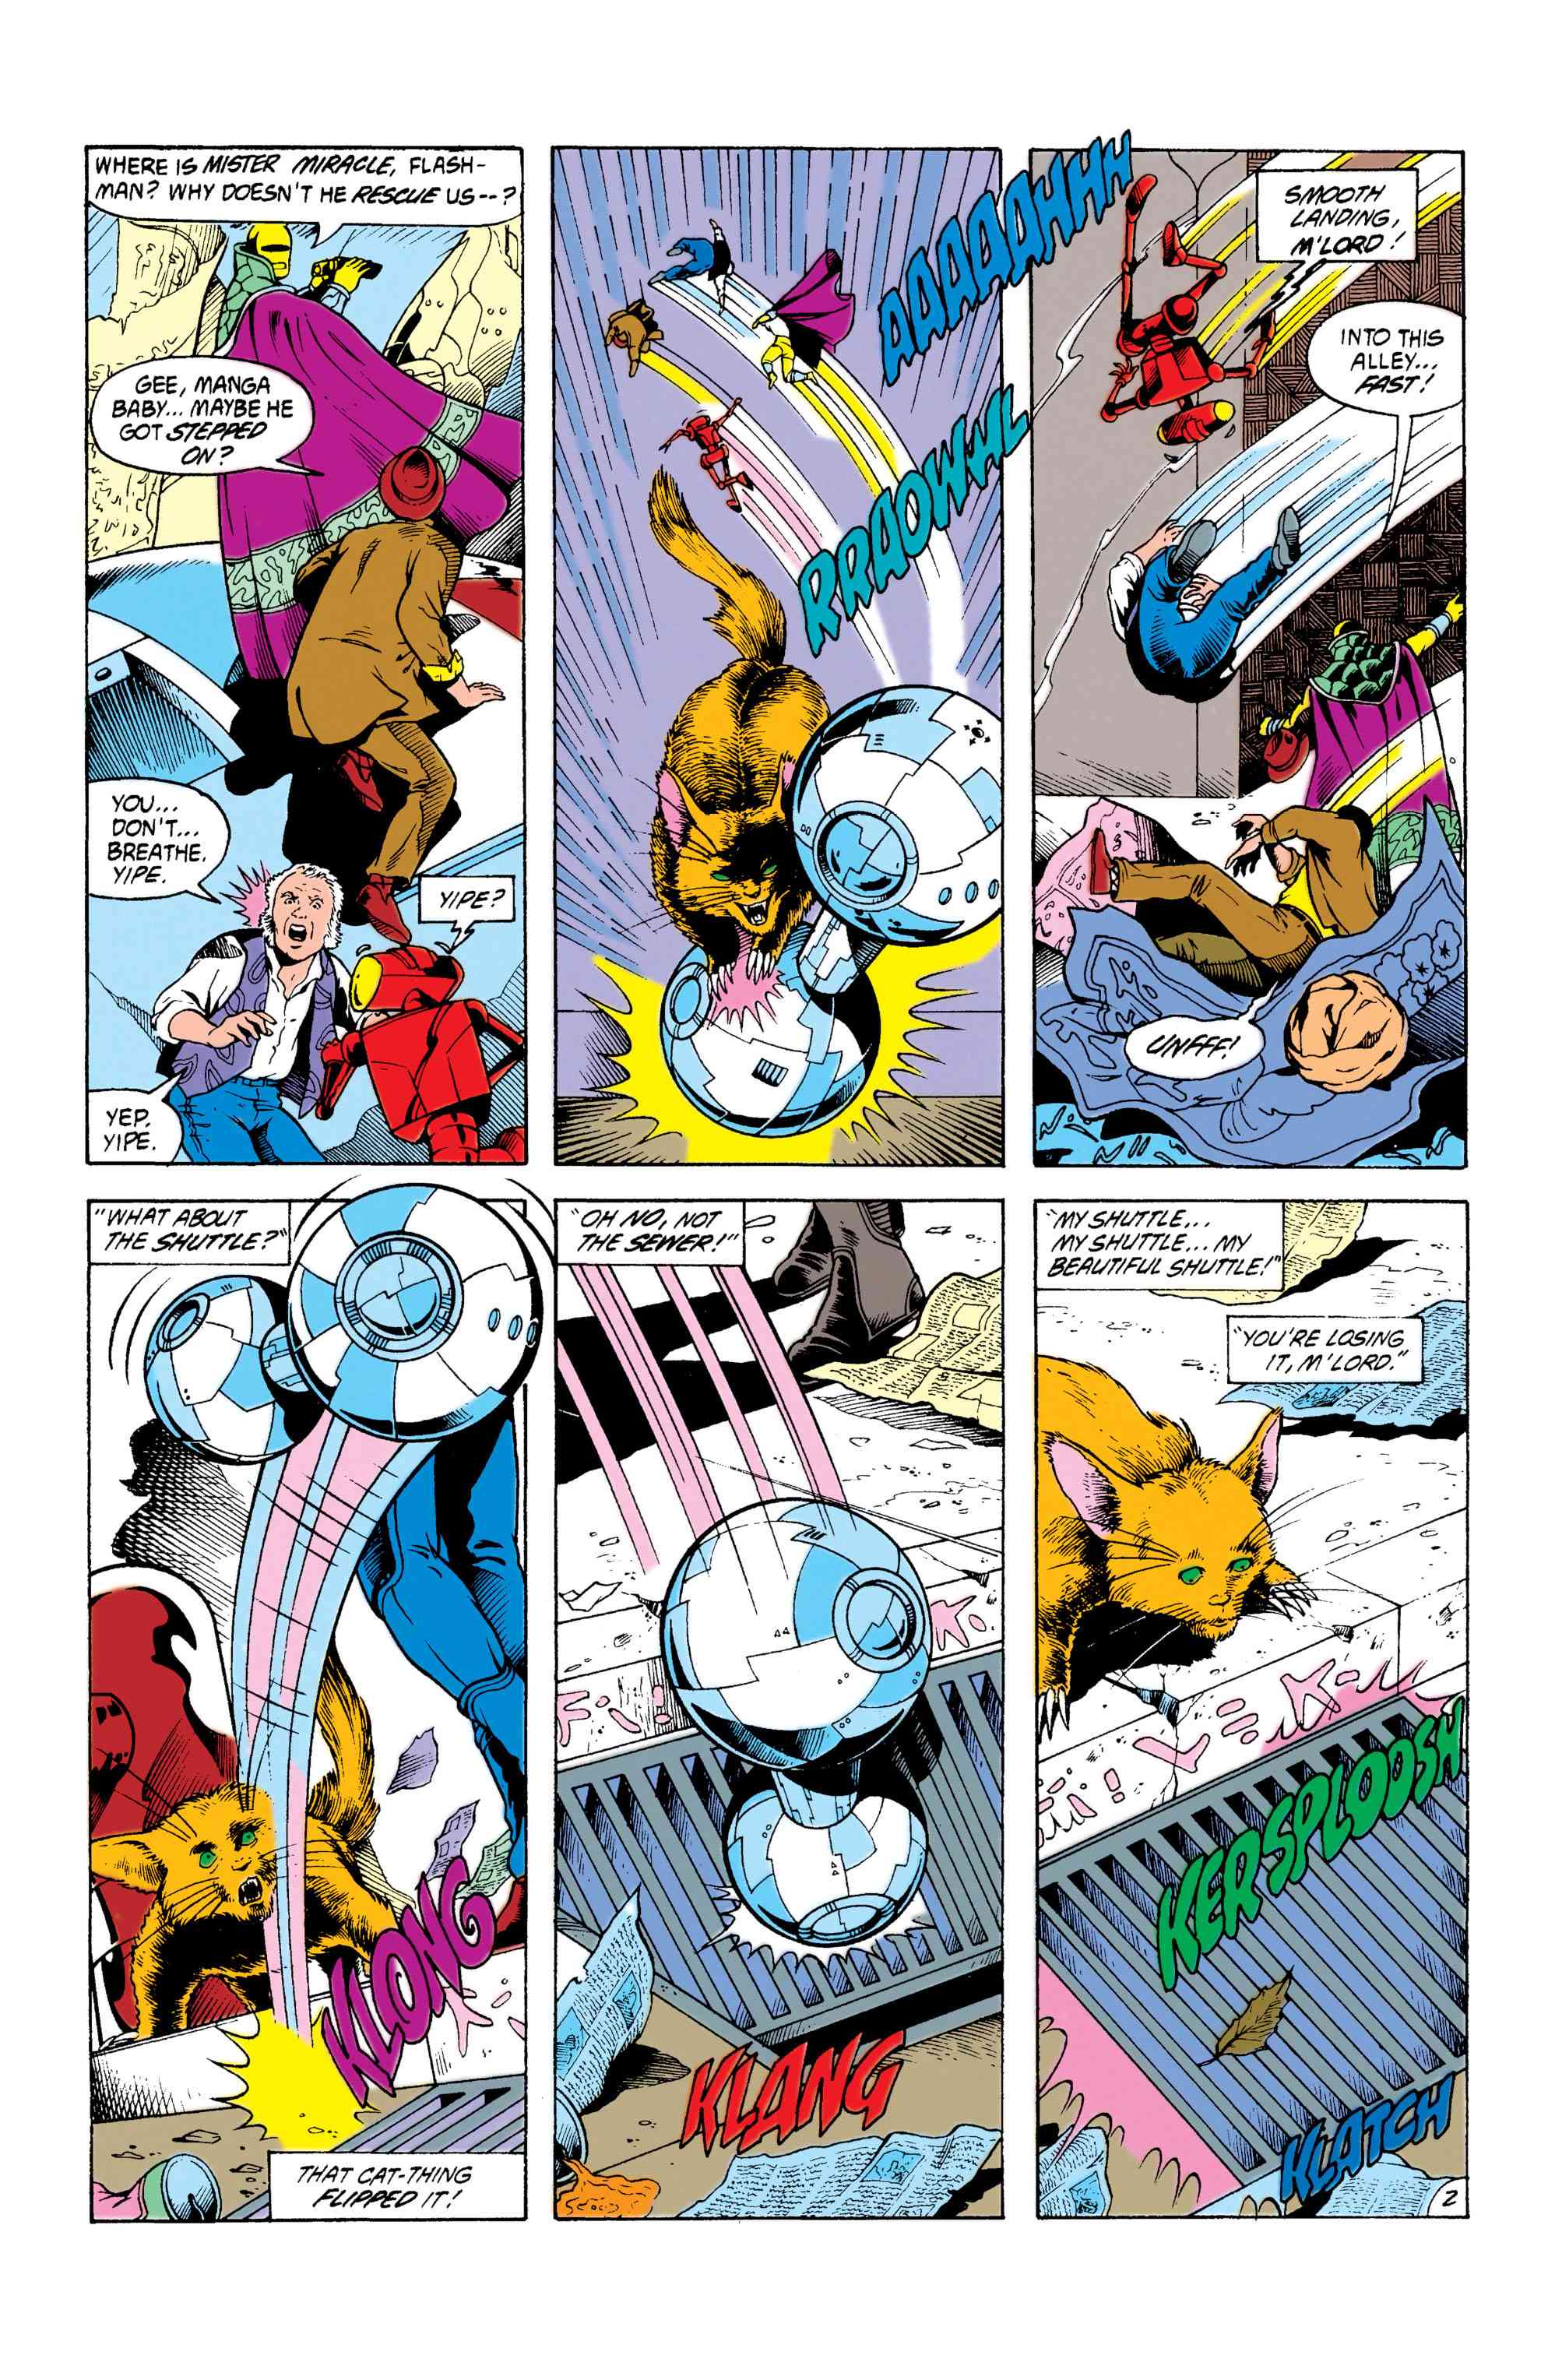 WHERE IS MISTER MIRACLE, FLASH-
MAN? WHY DOESN'T HE RESCUE US--?
GEE, MANGA
BABY... MAYBE HE
GOT STEPPED
ON?
YOU...
DON'T...
BREATHE.
YIPE.
YIPE?
YEP.
YIPE.
AAAAAAHHH
RRAOWHL
SMOOTH
LANDING,
M'LORD!
INTO THIS
ALLEY...
FAST!
UNFFF!
"WHAT ABOUT
THE SHUTTLE?"
KLONG
THAT CAT-THING
FLIPPED IT!
"OH NO, NOT
THE SEWER!"
KLANG
"MY SHUTTLE...
MY SHUTTLE... MY
BEAUTIFUL SHUTTLE!"
"YOU'RE LOSING
IT, M'LORD."
KERSPLOOSH
KLATCH
2